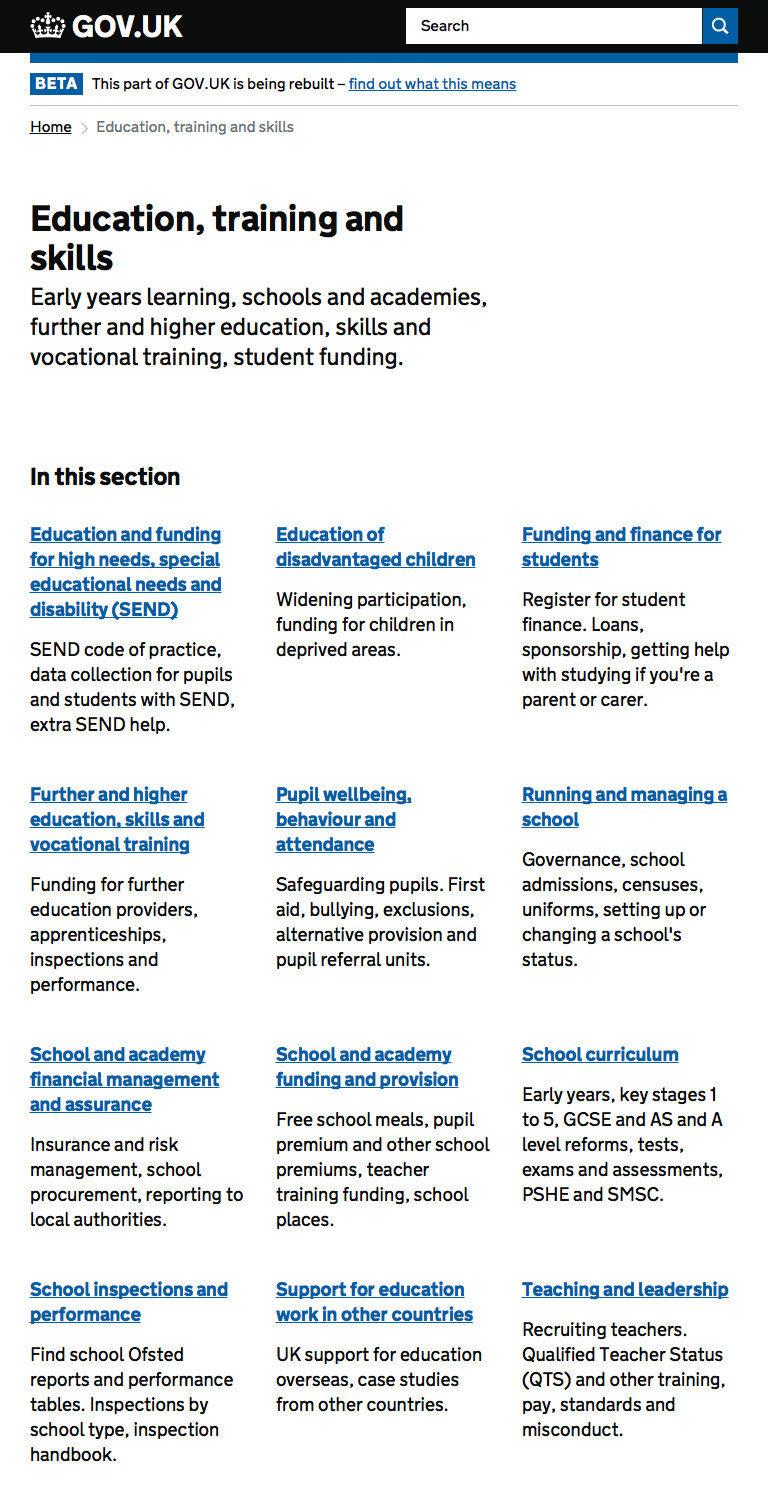 GOV.UK
Search
BETA This part of GOV.UK is being rebuilt – find out what this means
Home Education, training and skills
Education, training and
skills
Early years learning, schools and academies,
further and higher education, skills and
vocational training, student funding.
In this section
Education and funding
for high needs, special
educational needs and
disability (SEND)
SEND code of practice,
data collection for pupils
and students with SEND,
extra SEND help.
Education of
disadvantaged children
Widening participation,
funding for children in
deprived areas.
Funding and finance for
students
Register for student
finance. Loans,
sponsorship, getting help
with studying if you're a
parent or carer.
Further and higher
education, skills and
vocational training
Funding for further
education providers,
apprenticeships,
inspections and
performance.
Pupil wellbeing,
behaviour and
attendance
Safeguarding pupils. First
aid, bullying, exclusions,
alternative provision and
pupil referral units.
Running and managing a
school
Governance, school
admissions, censuses,
uniforms, setting up or
changing a school's
status.
School and academy
financial management
and assurance
Insurance and risk
management, school
procurement, reporting to
local authorities.
School and academy
funding and provision
Free school meals, pupil
premium and other school
premiums, teacher
training funding, school
places.
School curriculum
Early years, key stages 1
to 5, GCSE and AS and A
level reforms, tests,
exams and assessments,
PSHE and SMSC.
School inspections and
performance
Find school Ofsted
reports and performance
tables. Inspections by
school type, inspection
handbook.
Support for education
work in other countries
UK support for education
overseas, case studies
from other countries.
Teaching and leadership
Recruiting teachers.
Qualified Teacher Status
(QTS) and other training,
pay, standards and
misconduct.